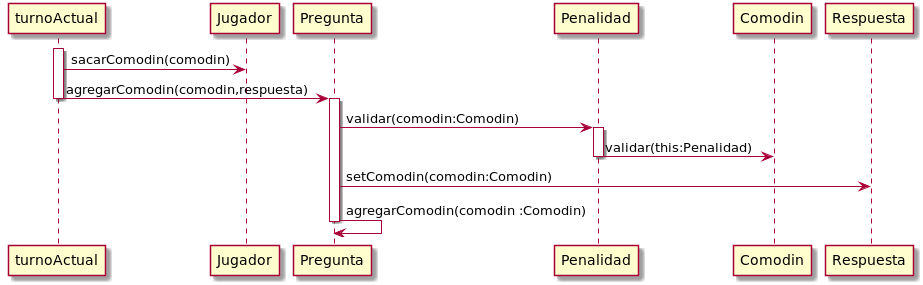 turnoActual Jugador Pregunta Penalidad Comodin Respuesta
sacarComodin(comodin)
agregarComodin(comodin,respuesta)
validar(comodin:Comodin)
validar(this:Penalidad)
setComodin(comodin:Comodin)
agregarComodin(comodin :Comodin)
turnoActual Jugador Pregunta Penalidad Comodin Respuesta